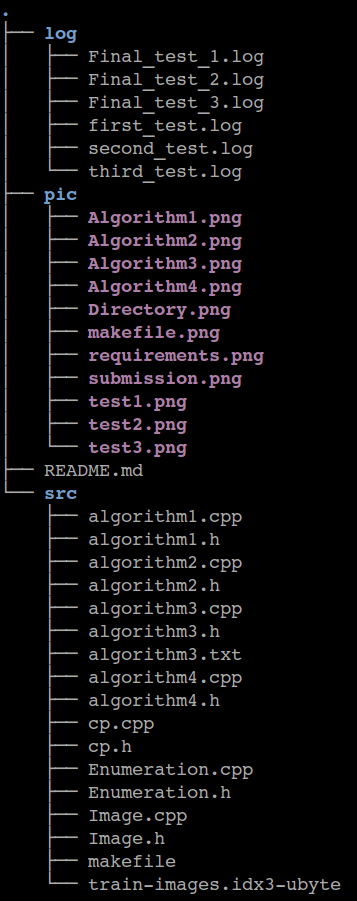 .
├── log
│   ├── Final_test_1.log
│   ├── Final_test_2.log
│   ├── Final_test_3.log
│   ├── first_test.log
│   ├── second_test.log
│   └── third_test.log
├── pic
│   ├── Algorithm1.png
│   ├── Algorithm2.png
│   ├── Algorithm3.png
│   ├── Algorithm4.png
│   ├── Directory.png
│   ├── makefile.png
│   ├── requirements.png
│   ├── submission.png
│   ├── test1.png
│   ├── test2.png
│   └── test3.png
├── README.md
└── src
    ├── algorithm1.cpp
    ├── algorithm1.h
    ├── algorithm2.cpp
    ├── algorithm2.h
    ├── algorithm3.cpp
    ├── algorithm3.h
    ├── algorithm3.txt
    ├── algorithm4.cpp
    ├── algorithm4.h
    ├── cp.cpp
    ├── cp.h
    ├── Enumeration.cpp
    ├── Enumeration.h
    ├── Image.cpp
    ├── Image.h
    ├── makefile
    └── train-images.idx3-ubyte